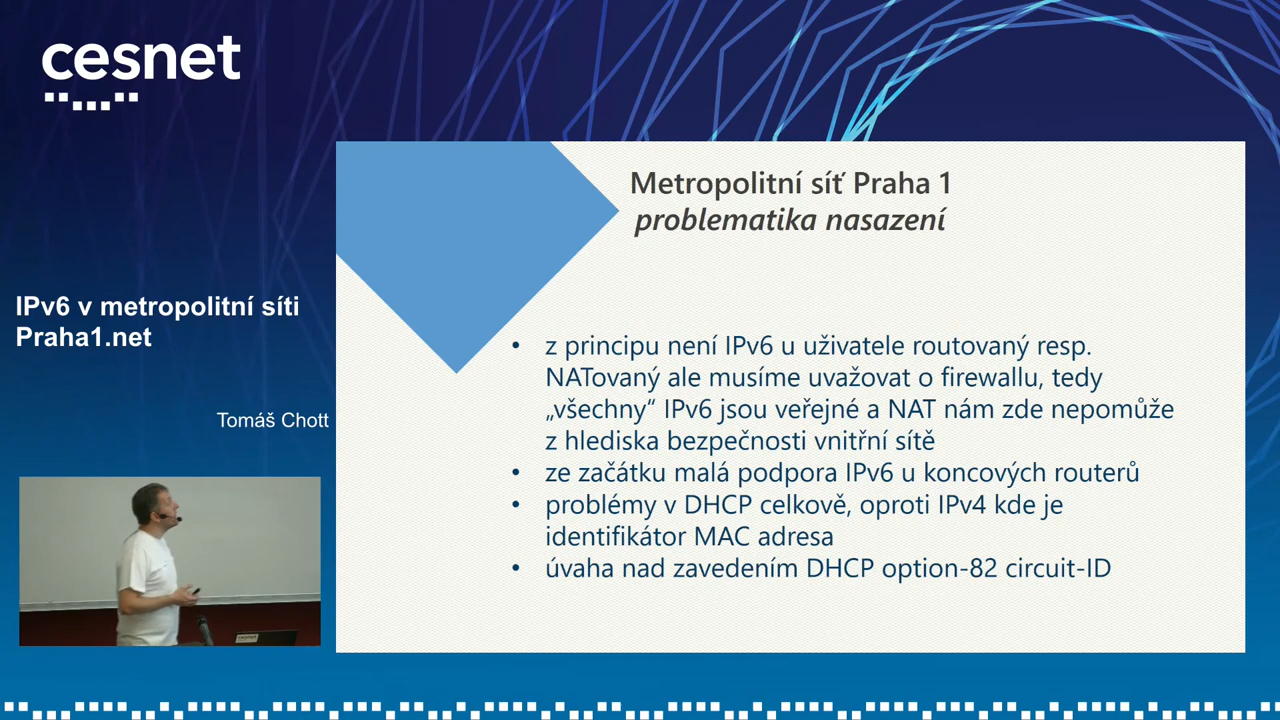 cesnet
Metropolitní síť Praha 1
problematika nasazení
IPv6 v metropolitní síti
Praha1.net
Tomáš Chott
• z principu není IPv6 u uživatele routovaný resp.
NATovaný ale musíme uvažovat o firewallu, tedy
„všechny“ IPv6 jsou veřejné a NAT nám zde nepomůže
z hlediska bezpečnosti vnitřní sítě
• ze začátku malá podpora IPv6 u koncových routerů
• problémy v DHCP celkově, oproti IPv4 kde je
identifikátor MAC adresa
• úvaha nad zavedením DHCP option-82 circuit-ID
cesnet